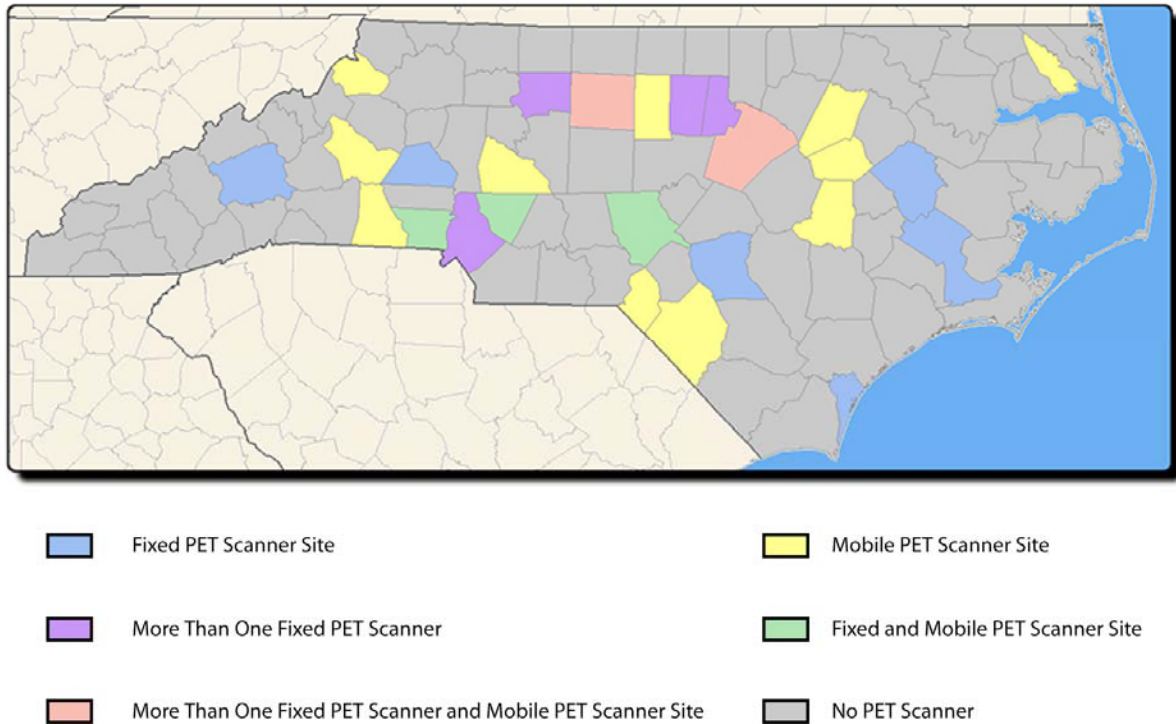 Fixed PET Scanner Site
Mobile PET Scanner Site
More Than One Fixed PET Scanner
Fixed and Mobile PET Scanner Site
More Than One Fixed PET Scanner and Mobile PET Scanner Site
No PET Scanner